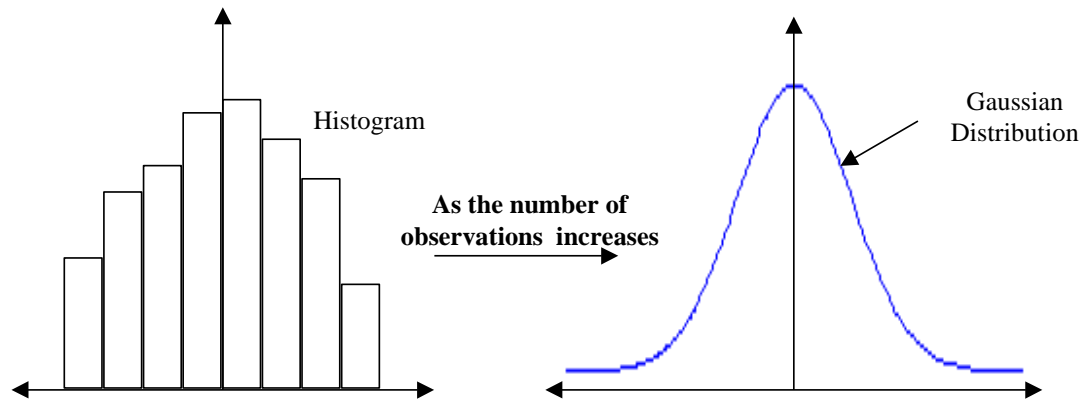 Histogram
As the number of
observations increases
Gaussian
Distribution